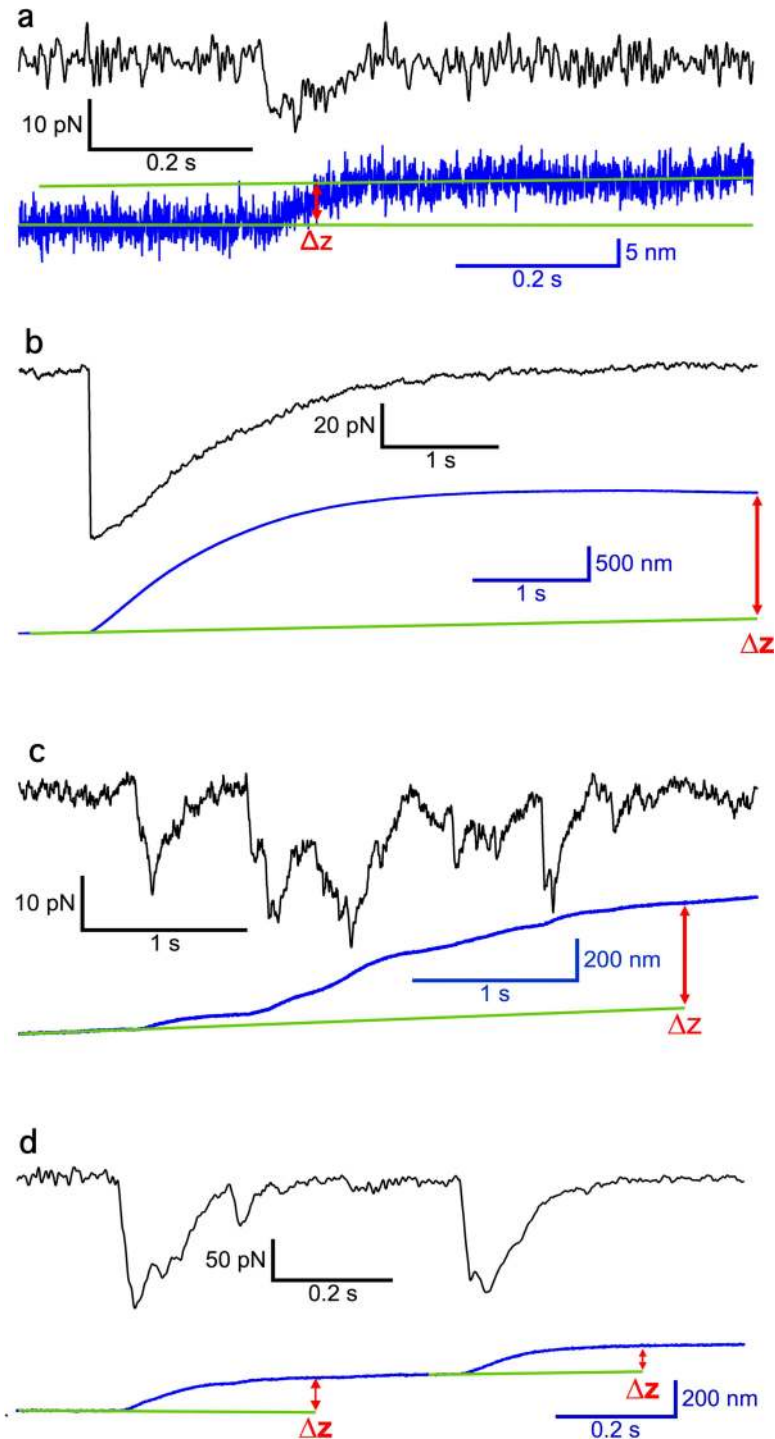 a
10 pN
0.2 s
Δz
5 nm
0.2 s
b
20 pN
1 s
500 nm
1 s
Δz
c
10 pN
1 s
200 nm
1 s
Δz
d
50 pN
0.2 s
Δz
Δz
200 nm
0.2 s